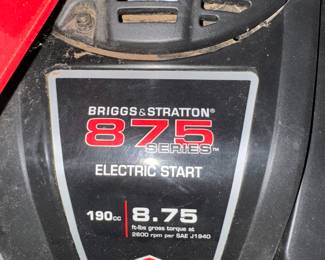 BRIGGS & STRATTON®
875
SERIES™
ELECTRIC START
190cc 8.75
ft-lbs gross torque at
2600 rpm per SAE J1940